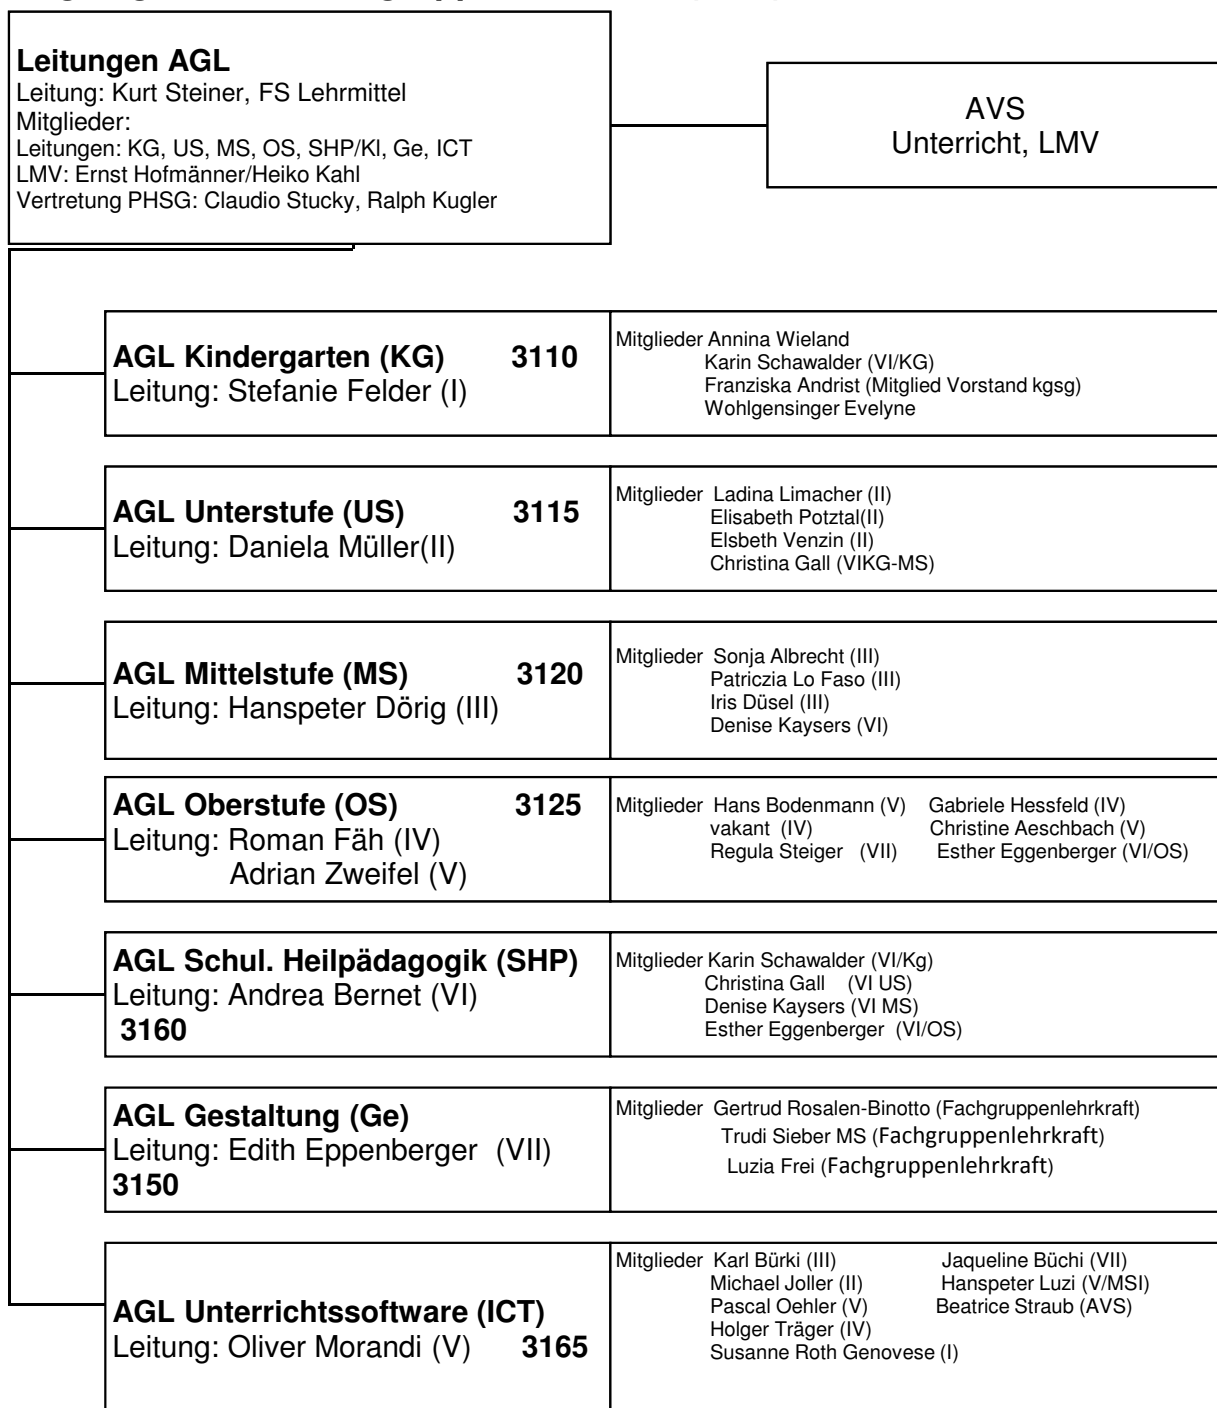 Leitungen AGL
Leitung: Kurt Steiner, FS Lehrmittel
Mitglieder:
Leitungen: KG, US, MS, OS, SHP/Kl, Ge, ICT
LMV: Ernst Hofmänner/Heiko Kahl
Vertretung PHSG: Claudio Stucky, Ralph Kugler
AVS
Unterricht, LMV
AGL Kindergarten (KG) 3110
Leitung: Stefanie Felder (I)
Mitglieder Annina Wieland
Karin Schawalder (VI/KG)
Franziska Andrist (Mitglied Vorstand kgsg)
Wohlgensinger Evelyne
AGL Unterstufe (US) 3115
Leitung: Daniela Müller(II)
Mitglieder Ladina Limacher (II)
Elisabeth Potztal(II)
Elsbeth Venzin (II)
Christina Gall (VIKG-MS)
AGL Mittelstufe (MS) 3120
Leitung: Hanspeter Dörig (III)
Mitglieder Sonja Albrecht (III)
Patriczia Lo Faso (III)
Iris Düsel (III)
Denise Kaysers (VI)
AGL Oberstufe (OS) 3125
Leitung: Roman Fäh (IV)
Adrian Zweifel (V)
Mitglieder Hans Bodenmann (V) Gabriele Hessfeld (IV)
vakant (IV) Christine Aeschbach (V)
Regula Steiger (VII) Esther Eggenberger (VI/OS)
AGL Schul. Heilpädagogik (SHP)
Leitung: Andrea Bernet (VI)
3160
Mitglieder Karin Schawalder (VI/Kg)
Christina Gall (VI US)
Denise Kaysers (VI MS)
Esther Eggenberger (VI/OS)
AGL Gestaltung (Ge)
Leitung: Edith Eppenberger (VII)
3150
Mitglieder Gertrud Rosalen-Binotto (Fachgruppenlehrkraft)
Trudi Sieber MS (Fachgruppenlehrkraft)
Luzia Frei (Fachgruppenlehrkraft)
AGL Unterrichtssoftware (ICT)
Leitung: Oliver Morandi (V) 3165
Mitglieder Karl Bürki (III) Jaqueline Büchi (VII)
Michael Joller (II) Hanspeter Luzi (V/MSI)
Pascal Oehler (V) Beatrice Straub (AVS)
Holger Träger (IV)
Susanne Roth Genovese (I)